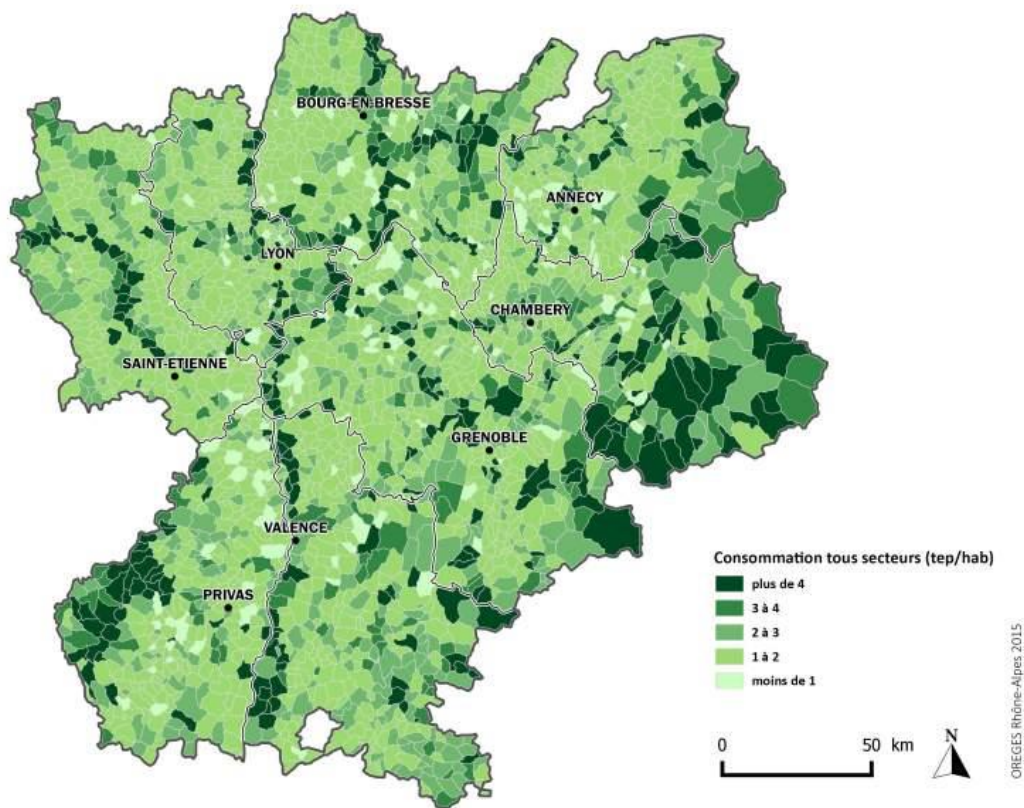 BOURG-EN-BRESSE
ANNECY
LYON
CHAMBERY
SAINT-ETIENNE
GRENOBLE
VALENCE
PRIVAS
Consommation tous secteurs (tep/hab)
plus de 4
3 à 4
2 à 3
1 à 2
moins de 1
0 50 km
N
OREGES Rhône-Alpes 2015